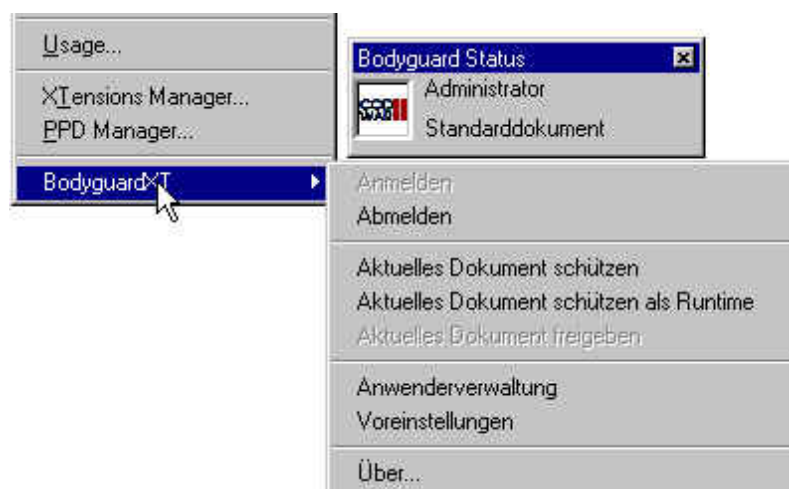 Usage...
XTensions Manager...
PPD Manager...
BodyguardXT
Bodyguard Status
Administrator
Standarddokument
Anmelden
Abmelden
Aktuelles Dokument schützen
Aktuelles Dokument schützen als Runtime
Aktuelles Dokument freigeben
Anwenderverwaltung
Voreinstellungen
Über...